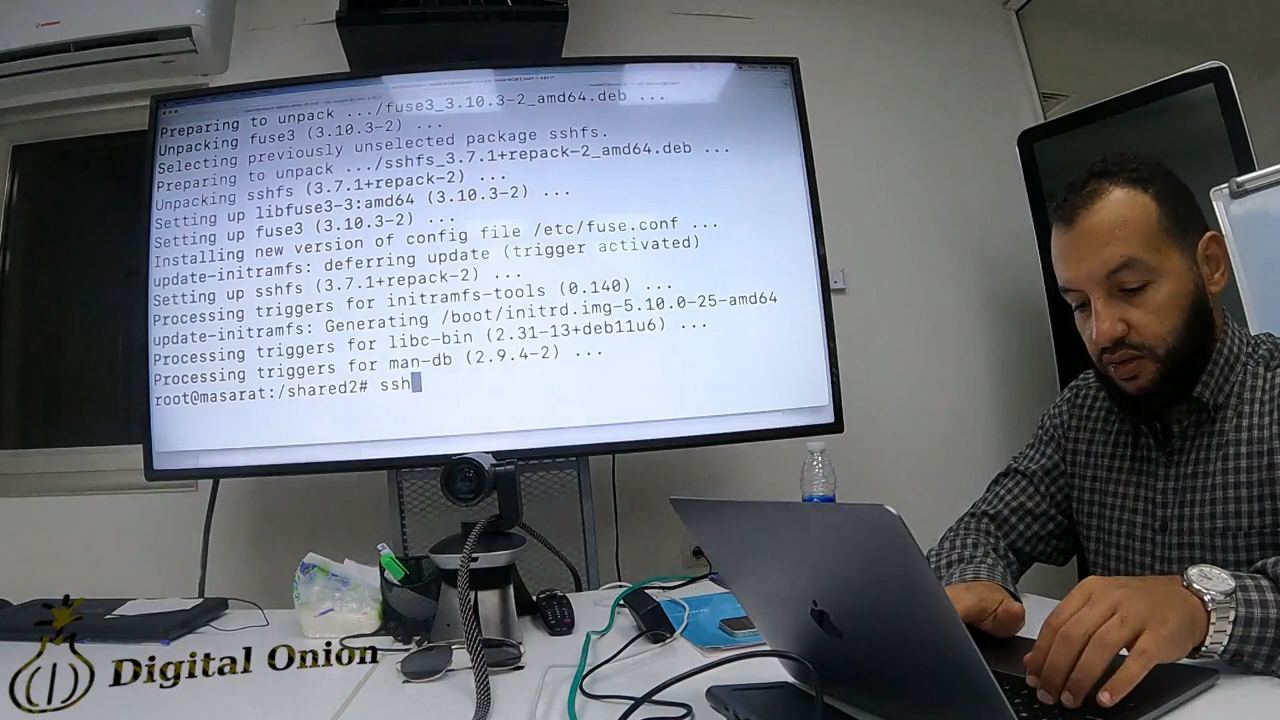 Preparing to unpack .../fuse3_3.10.3-2_amd64.deb ...
Unpacking fuse3 (3.10.3-2) ...
Selecting previously unselected package sshfs.
Preparing to unpack .../sshfs_3.7.1+repack-2_amd64.deb ...
Unpacking sshfs (3.7.1+repack-2) ...
Setting up libfuse3-3:amd64 (3.10.3-2) ...
Setting up fuse3 (3.10.3-2) ...
Installing new version of config file /etc/fuse.conf ...
update-initramfs: deferring update (trigger activated)
Setting up sshfs (3.7.1+repack-2) ...
Processing triggers for initramfs-tools (0.140) ...
update-initramfs: Generating /boot/initrd.img-5.10.0-25-amd64
Processing triggers for libc-bin (2.31-13+deb11u6) ...
Processing triggers for man-db (2.9.4-2) ...
root@masarat:/shared2# ssh
Digital Onion